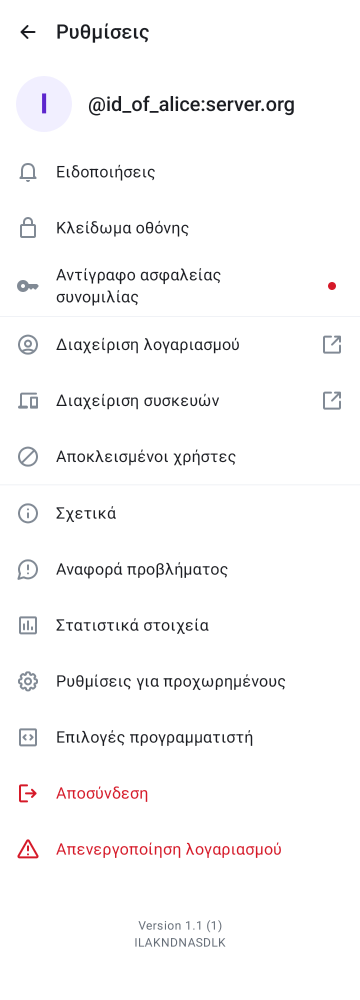 Ρυθμίσεις
I
@id_of_alice:server.org
Ειδοποιήσεις
Κλείδωμα οθόνης
Αντίγραφο ασφαλείας
συνομιλίας
Διαχείριση λογαριασμού
Διαχείριση συσκευών
Αποκλεισμένοι χρήστες
Σχετικά
Αναφορά προβλήματος
Στατιστικά στοιχεία
Ρυθμίσεις για προχωρημένους
Επιλογές προγραμματιστή
Αποσύνδεση
Απενεργοποίηση λογαριασμού
Version 1.1 (1)
ILAKNDNASDLK